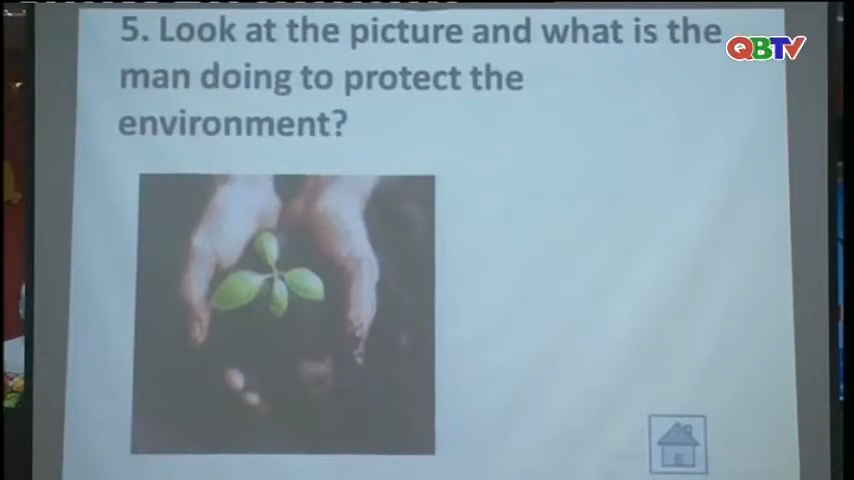 5. Look at the picture and what is the
man doing to protect the
environment?
QBTV